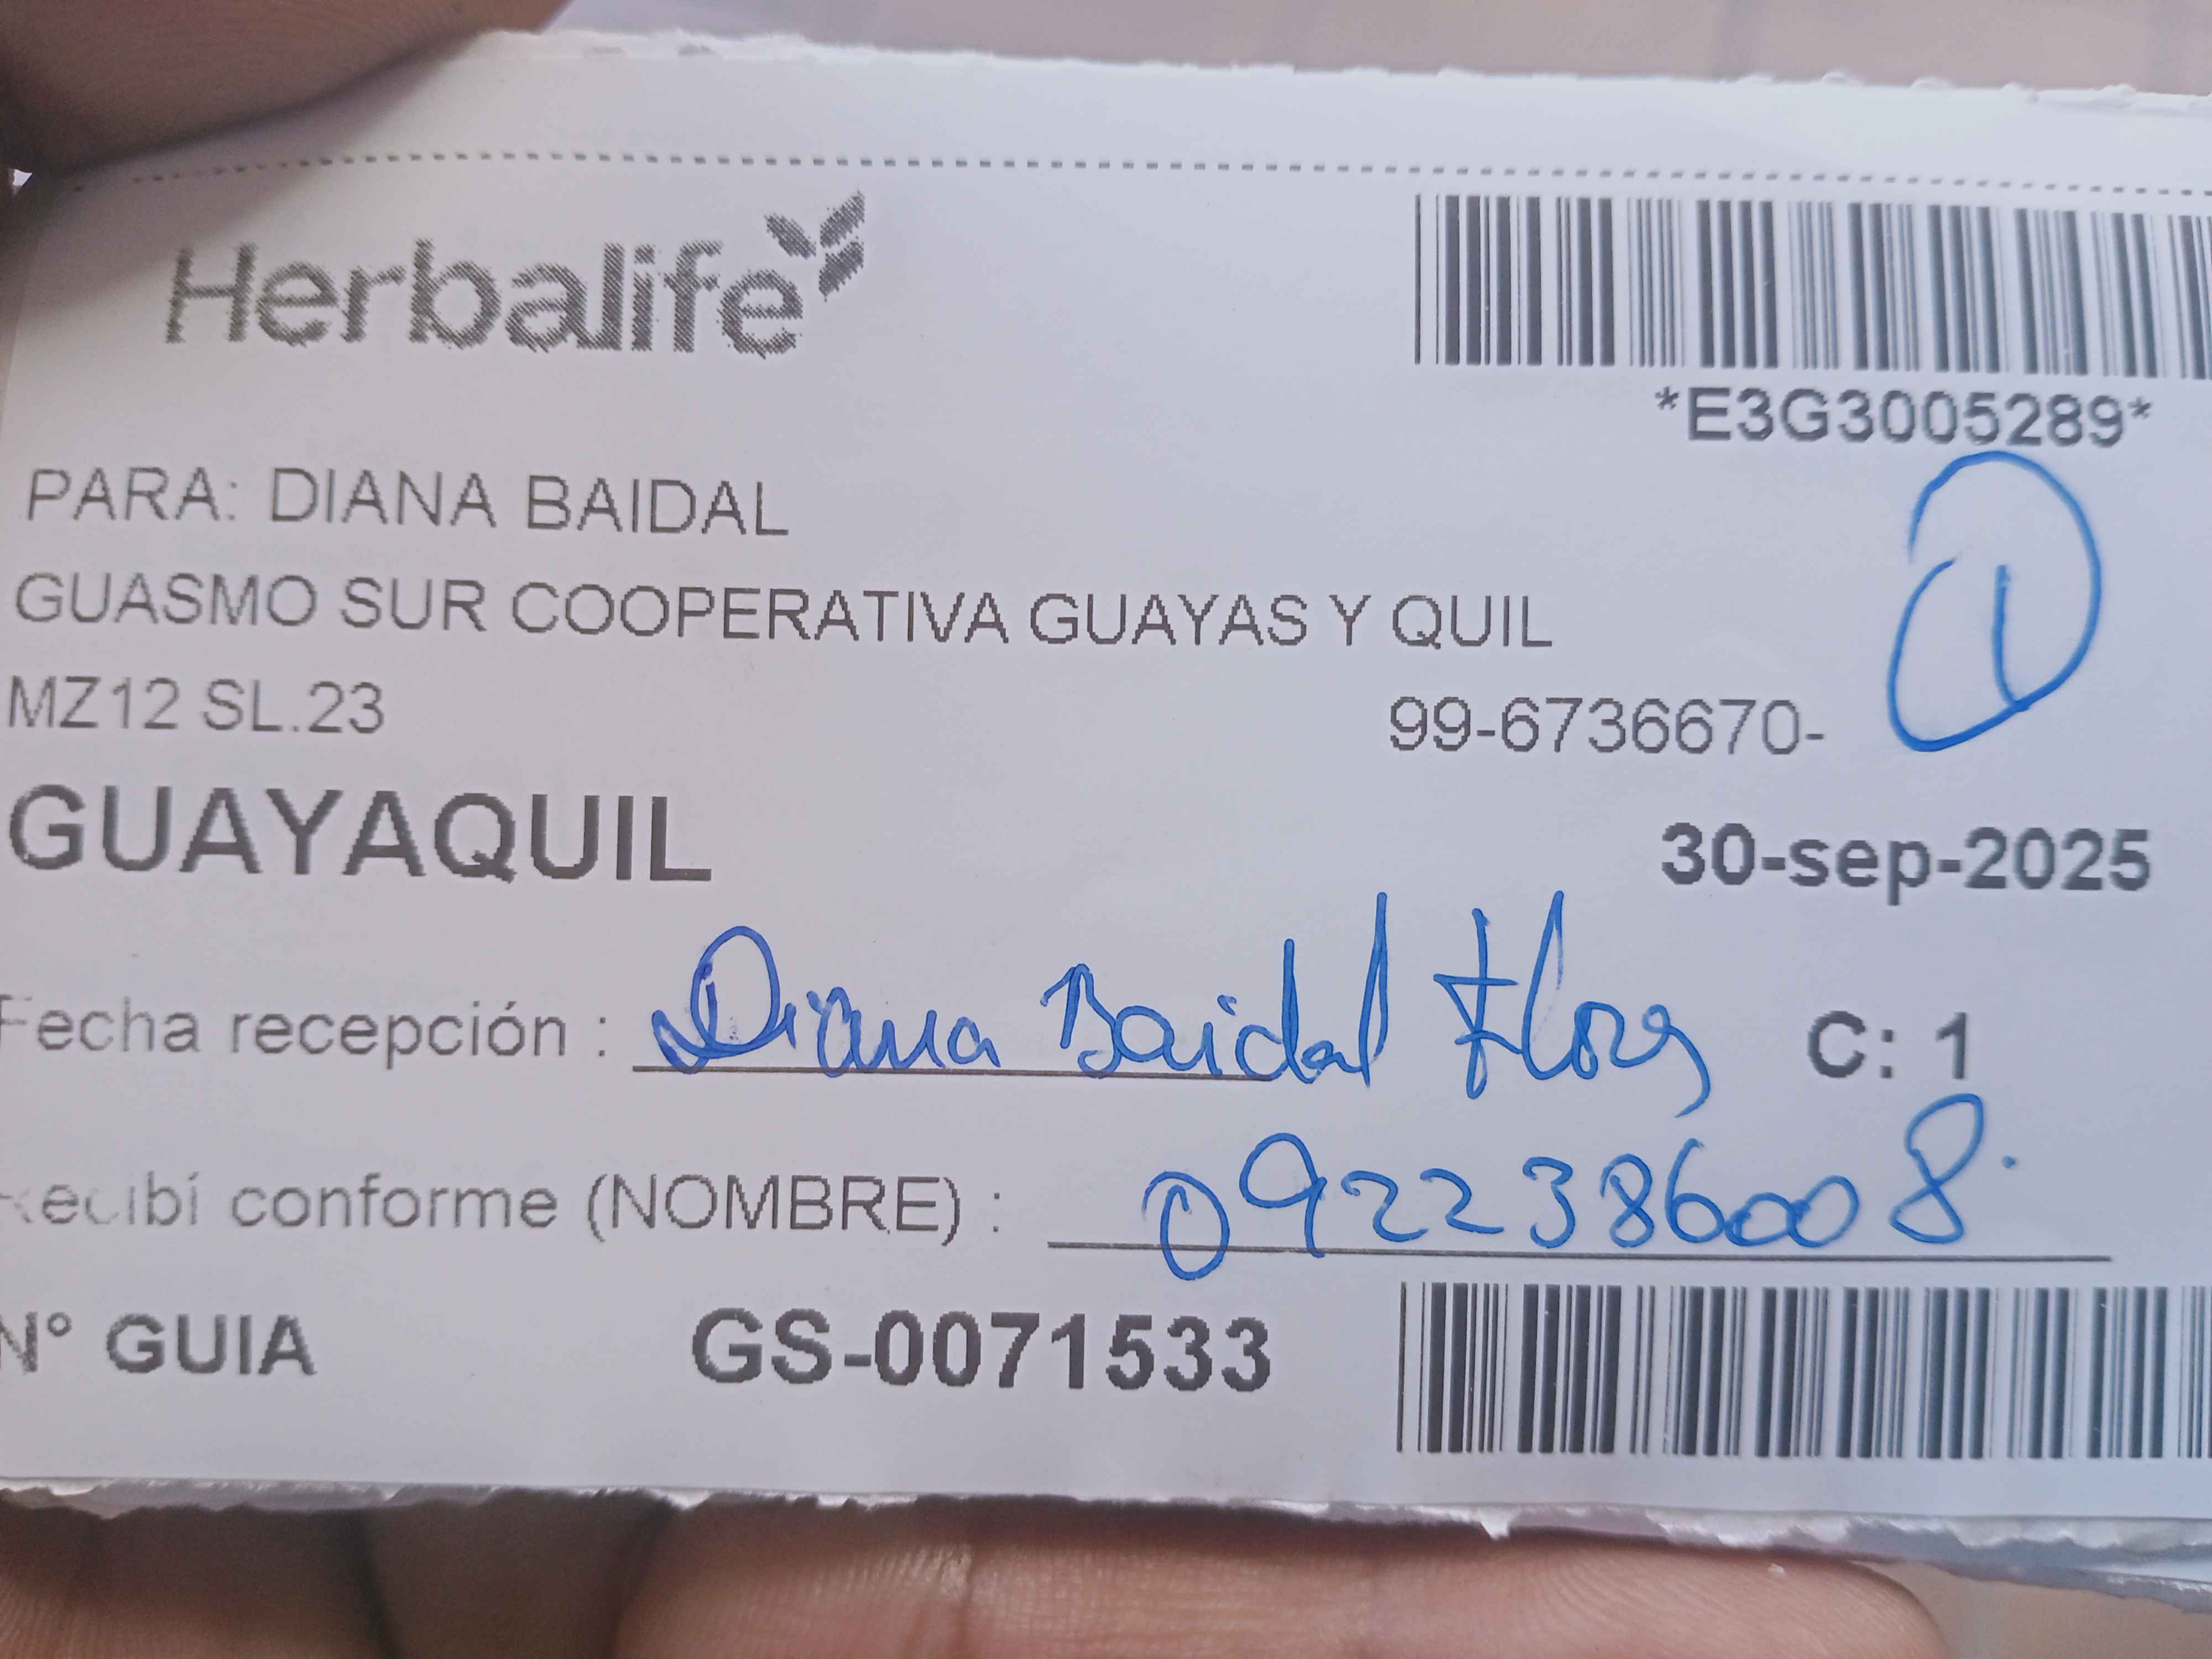 Herbalife
*E3G3005289*
PARA: DIANA BAIDAL
GUASMO SUR COOPERATIVA GUAYAS Y QUIL
1
MZ12 SL.23 99-6736670-
GUAYAQUIL 30-sep-2025
Fecha recepción : Diana Baidal Flores C: 1
Recibí conforme (NOMBRE) : 0922386008.
N° GUIA GS-0071533